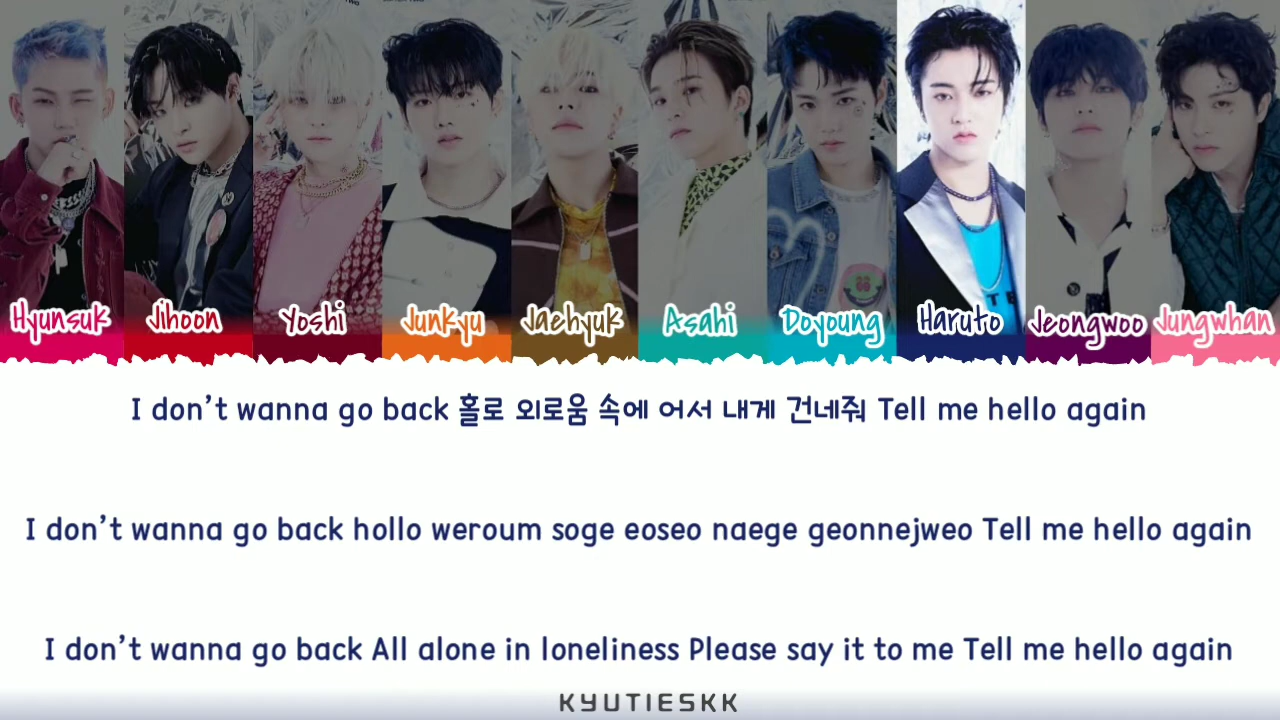 Hyunsuk Jihoon Yoshi Junkyu Jaehyuk Asahi Doyoung Haruto Jeongwoo Jungwhan
I don't wanna go back 홀로 외로움 속에 어서 내게 건네줘 Tell me hello again
I don't wanna go back hollo weroum soge eoseo naege geonnejweo Tell me hello again
I don't wanna go back All alone in loneliness Please say it to me Tell me hello again
KYUTIESKK